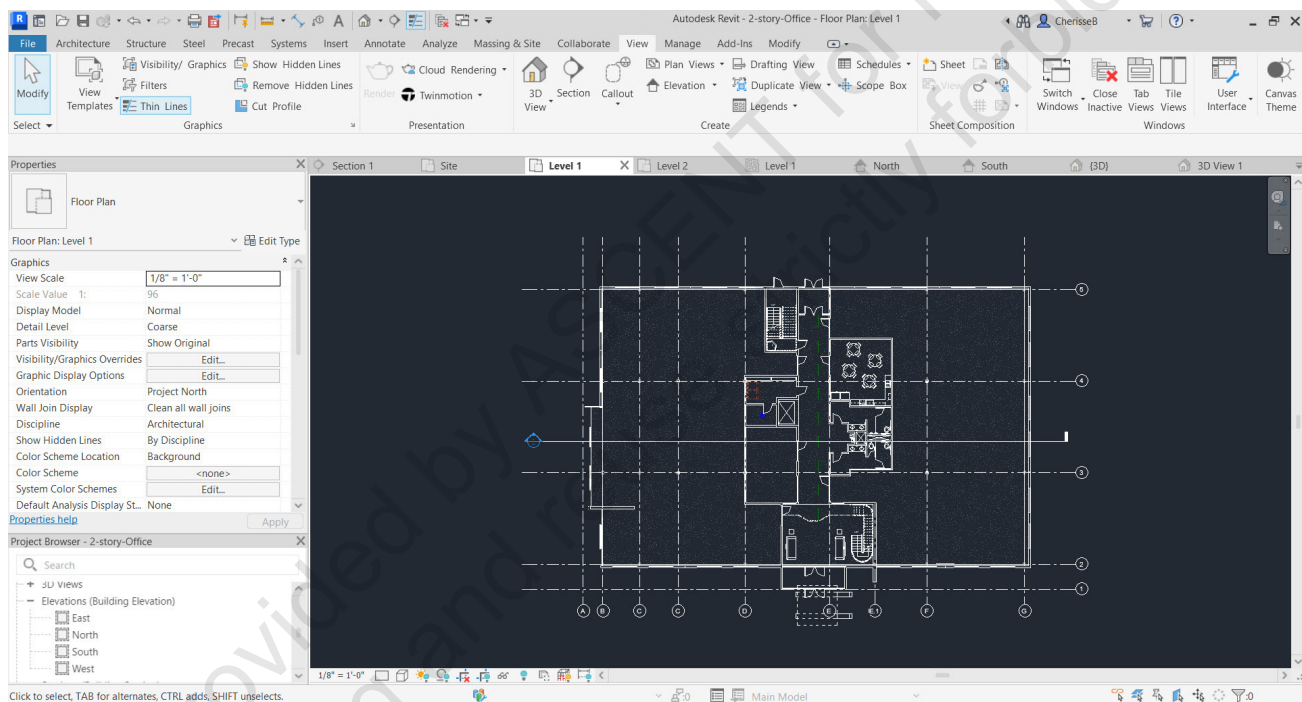 Autodesk Revit - 2-story-Office - Floor Plan: Level 1
CherisseB
File Architecture Structure Steel Precast Systems Insert Annotate Analyze Massing & Site Collaborate View Manage Add-Ins Modify
Modify
View Templates
Visibility/ Graphics
Filters
Thin Lines
Show Hidden Lines
Remove Hidden Lines
Cut Profile
Render
Cloud Rendering
Twinmotion
3D View
Section
Callout
Plan Views
Elevation
Drafting View
Duplicate View
Legends
Schedules
Scope Box
Sheet
View
Switch Windows
Close Inactive
Tab Views
Tile Views
User Interface
Canvas Theme
Select Graphics Presentation Create Sheet Composition Windows
Properties
Section 1 Site Level 1 Level 2 Level 1 North South {3D} 3D View 1
Floor Plan
Floor Plan: Level 1 Edit Type
Graphics
View Scale 1/8" = 1'-0"
Scale Value 1: 96
Display Model Normal
Detail Level Coarse
Parts Visibility Show Original
Visibility/Graphics Overrides Edit...
Graphic Display Options Edit...
Orientation Project North
Wall Join Display Clean all wall joins
Discipline Architectural
Show Hidden Lines By Discipline
Color Scheme Location Background
Color Scheme <none>
System Color Schemes Edit...
Default Analysis Display St... None
Properties help Apply
Project Browser - 2-story-Office
Search
3D Views
Elevations (Building Elevation)
East
North
South
West
5
4
3
2
1
A B C C D E E.1 F G
1/8" = 1'-0"
Click to select, TAB for alternates, CTRL adds, SHIFT unselects.
:0
Main Model
:0